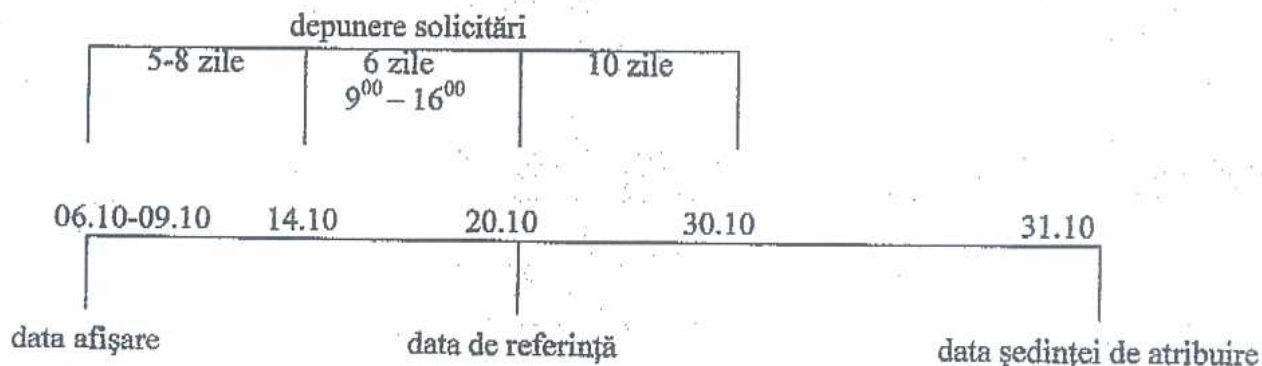 depunere solicitări
5-8 zile 6 zile 10 zile
9⁰⁰ – 16⁰⁰
06.10-09.10 14.10 20.10 30.10 31.10
data afişare data de referinţă data şedinţei de atribuire